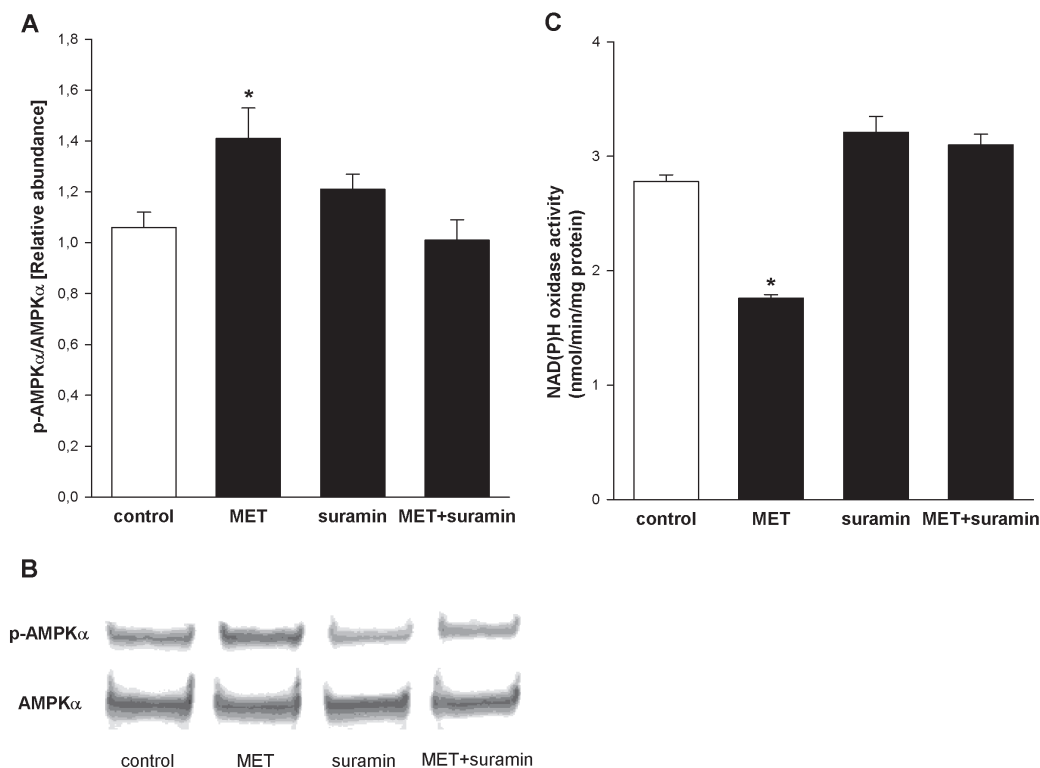 A
p-AMPKα/AMPKα [Relative abundance]
1,8
1,6
1,4
1,2
1,0
0,8
0,6
0,4
0,2
0,0
*
control MET suramin MET+suramin
C
NAD(P)H oxidase activity
(nmol/min/mg protein)
4
3
2
1
0
*
control MET suramin MET+suramin
B
p-AMPKα
AMPKα
control MET suramin MET+suramin